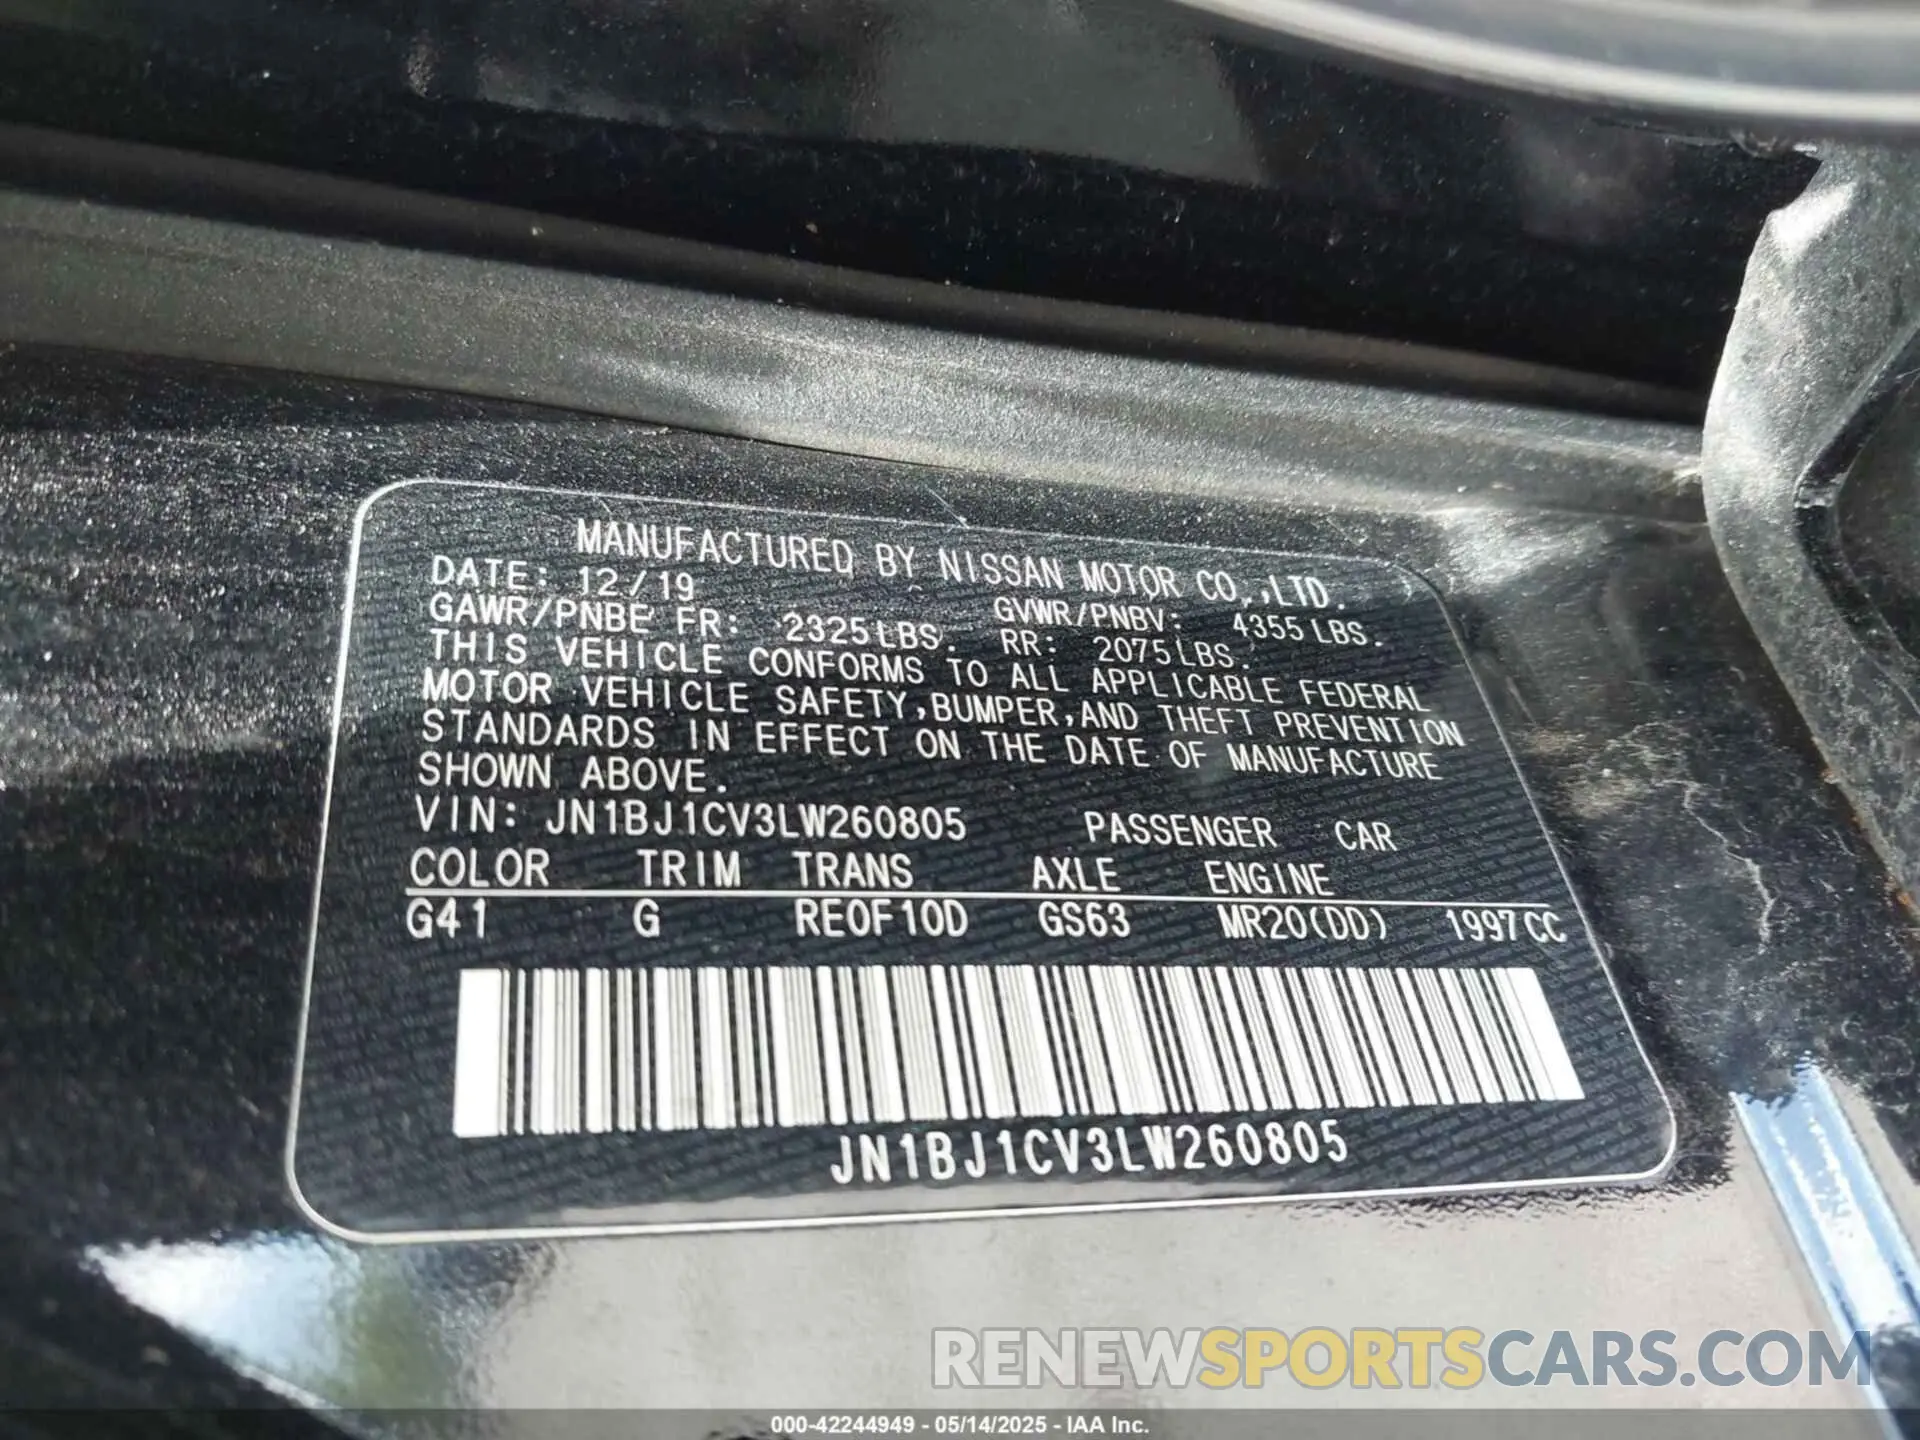 MANUFACTURED BY NISSAN MOTOR CO.,LTD.
DATE: 12/19
GAWR/PNBE FR: 2325LBS. GVWR/PNBV: 4355LBS.
RR: 2075LBS.
THIS VEHICLE CONFORMS TO ALL APPLICABLE FEDERAL
MOTOR VEHICLE SAFETY,BUMPER,AND THEFT PREVENTION
STANDARDS IN EFFECT ON THE DATE OF MANUFACTURE
SHOWN ABOVE.
VIN: JN1BJ1CV3LW260805 PASSENGER CAR
COLOR TRIM TRANS AXLE ENGINE
G41 G RE0F10D GS63 MR20(DD) 1997CC
JN1BJ1CV3LW260805
RENEWSPORTSCARS.COM
000-42244949 - 05/14/2025 - IAA Inc.